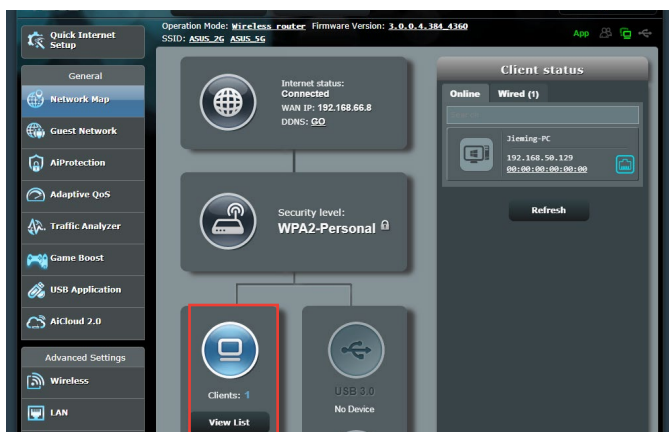 Operation Mode: Wireless router Firmware Version: 3.0.0.4.384_4360
SSID: ASUS_2G ASUS_5G
App
Quick Internet
Setup
General
Network Map
Guest Network
AiProtection
Adaptive QoS
Traffic Analyzer
Game Boost
USB Application
AiCloud 2.0
Advanced Settings
Wireless
LAN
Internet status:
Connected
WAN IP: 192.168.66.8
DDNS: GO
Security level:
WPA2-Personal
Clients: 1
View List
USB 3.0
No Device
Client status
Online Wired (1)
Jieming-PC
192.168.50.129
00:00:00:00:00:00
Refresh